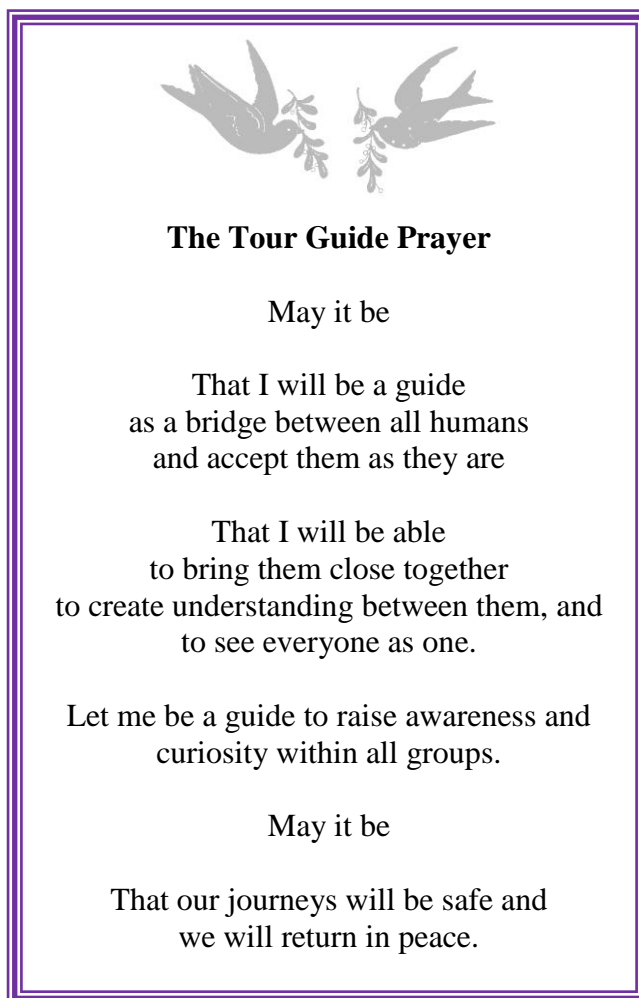 The Tour Guide Prayer
May it be
That I will be a guide
as a bridge between all humans
and accept them as they are
That I will be able
to bring them close together
to create understanding between them, and
to see everyone as one.
Let me be a guide to raise awareness and
curiosity within all groups.
May it be
That our journeys will be safe and
we will return in peace.